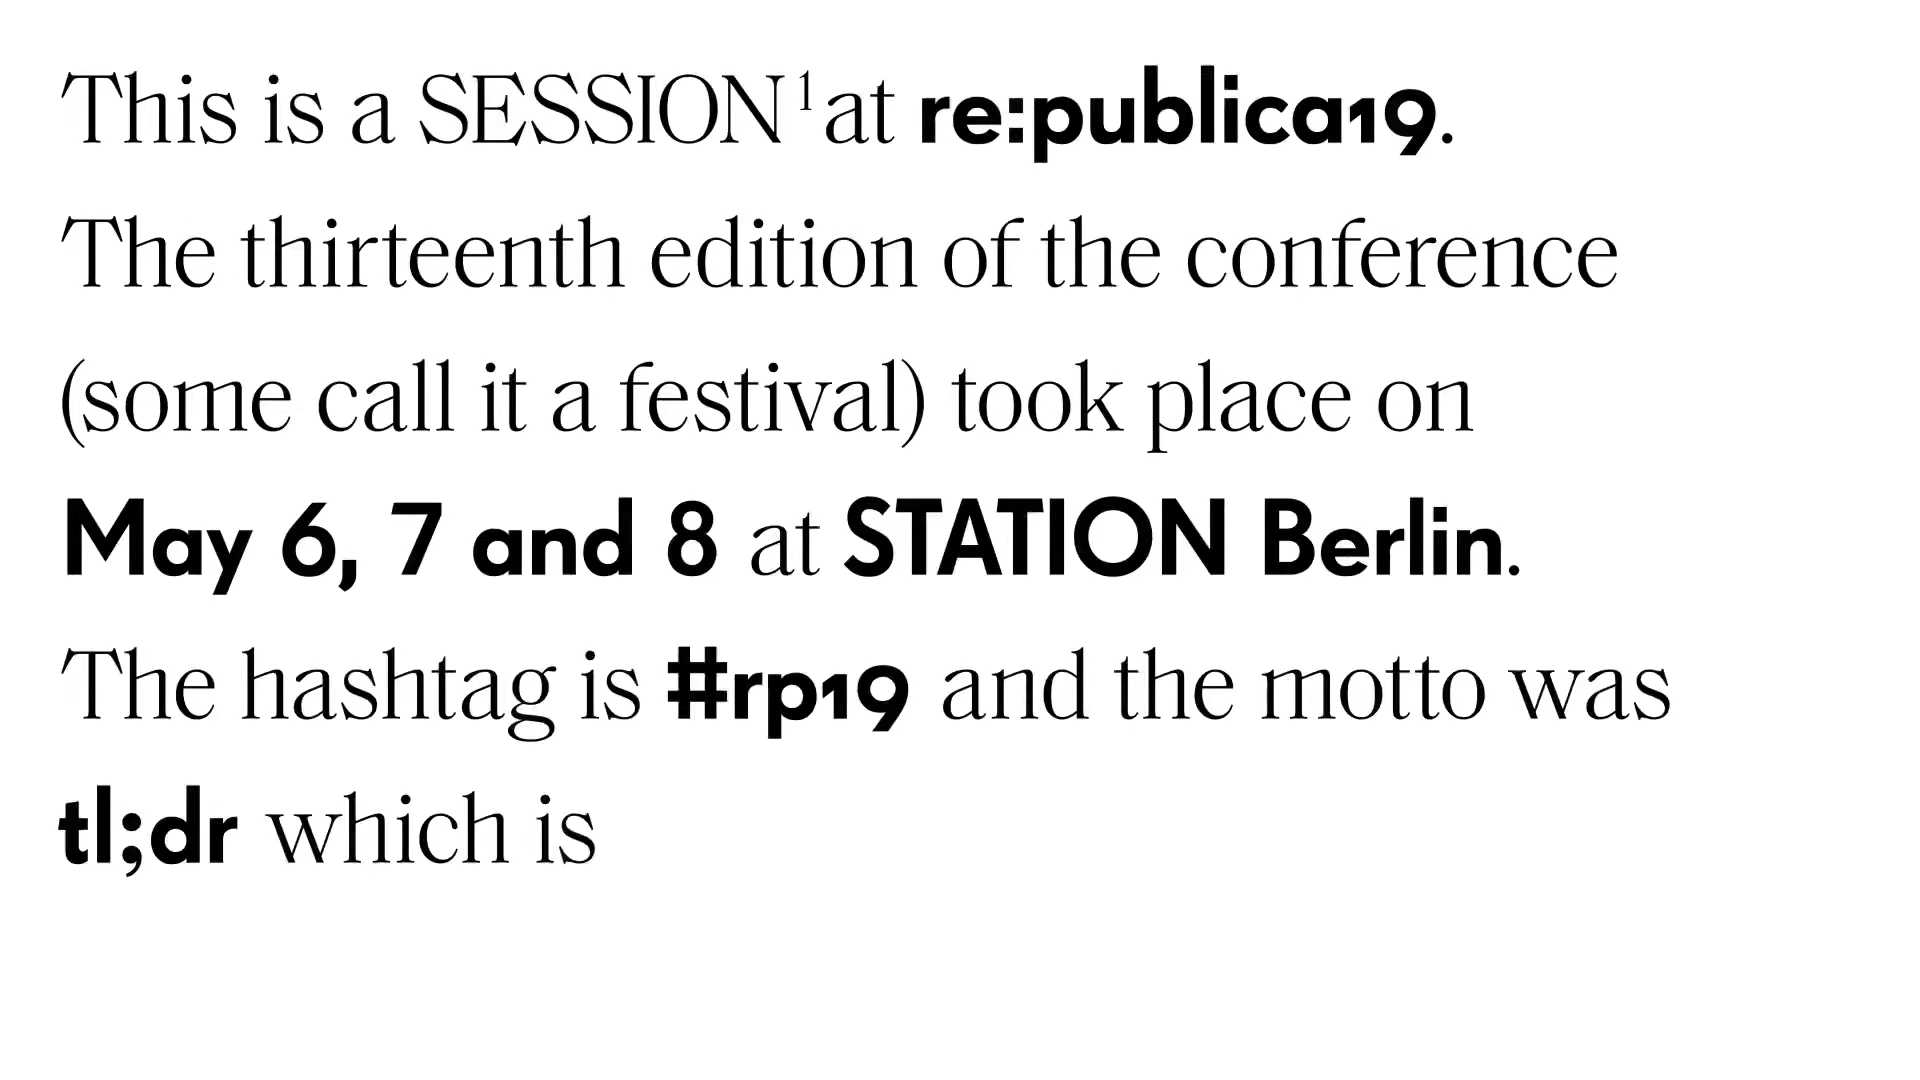 This is a SESSION¹ at re:publica19.
The thirteenth edition of the conference
(some call it a festival) took place on
May 6, 7 and 8 at STATION Berlin.
The hashtag is #rp19 and the motto was
tl;dr which is